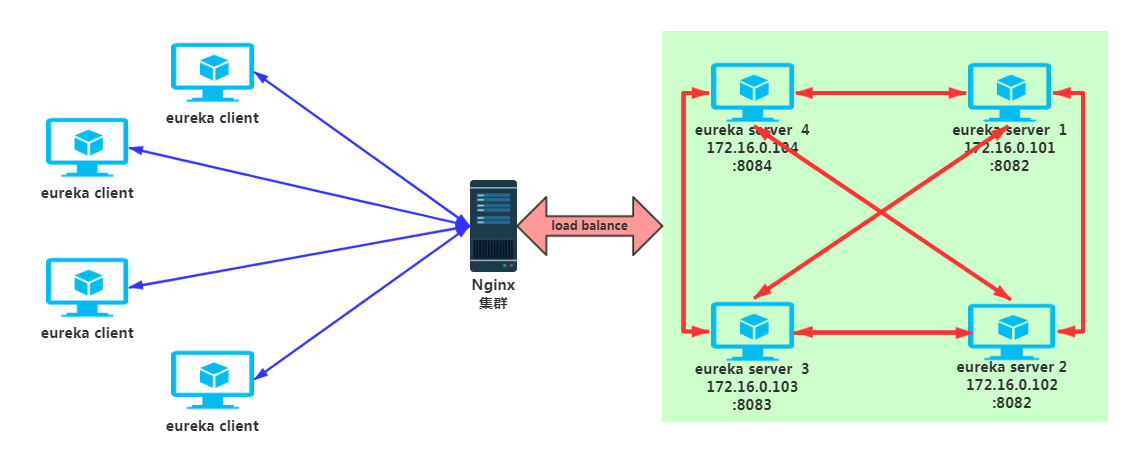 eureka client
eureka client
eureka client
eureka client
Nginx
集群
load balance
eureka server  4
172.16.0.104
:8084
eureka server  1
172.16.0.101
:8082
eureka server  3
172.16.0.103
:8083
eureka server 2
172.16.0.102
:8082